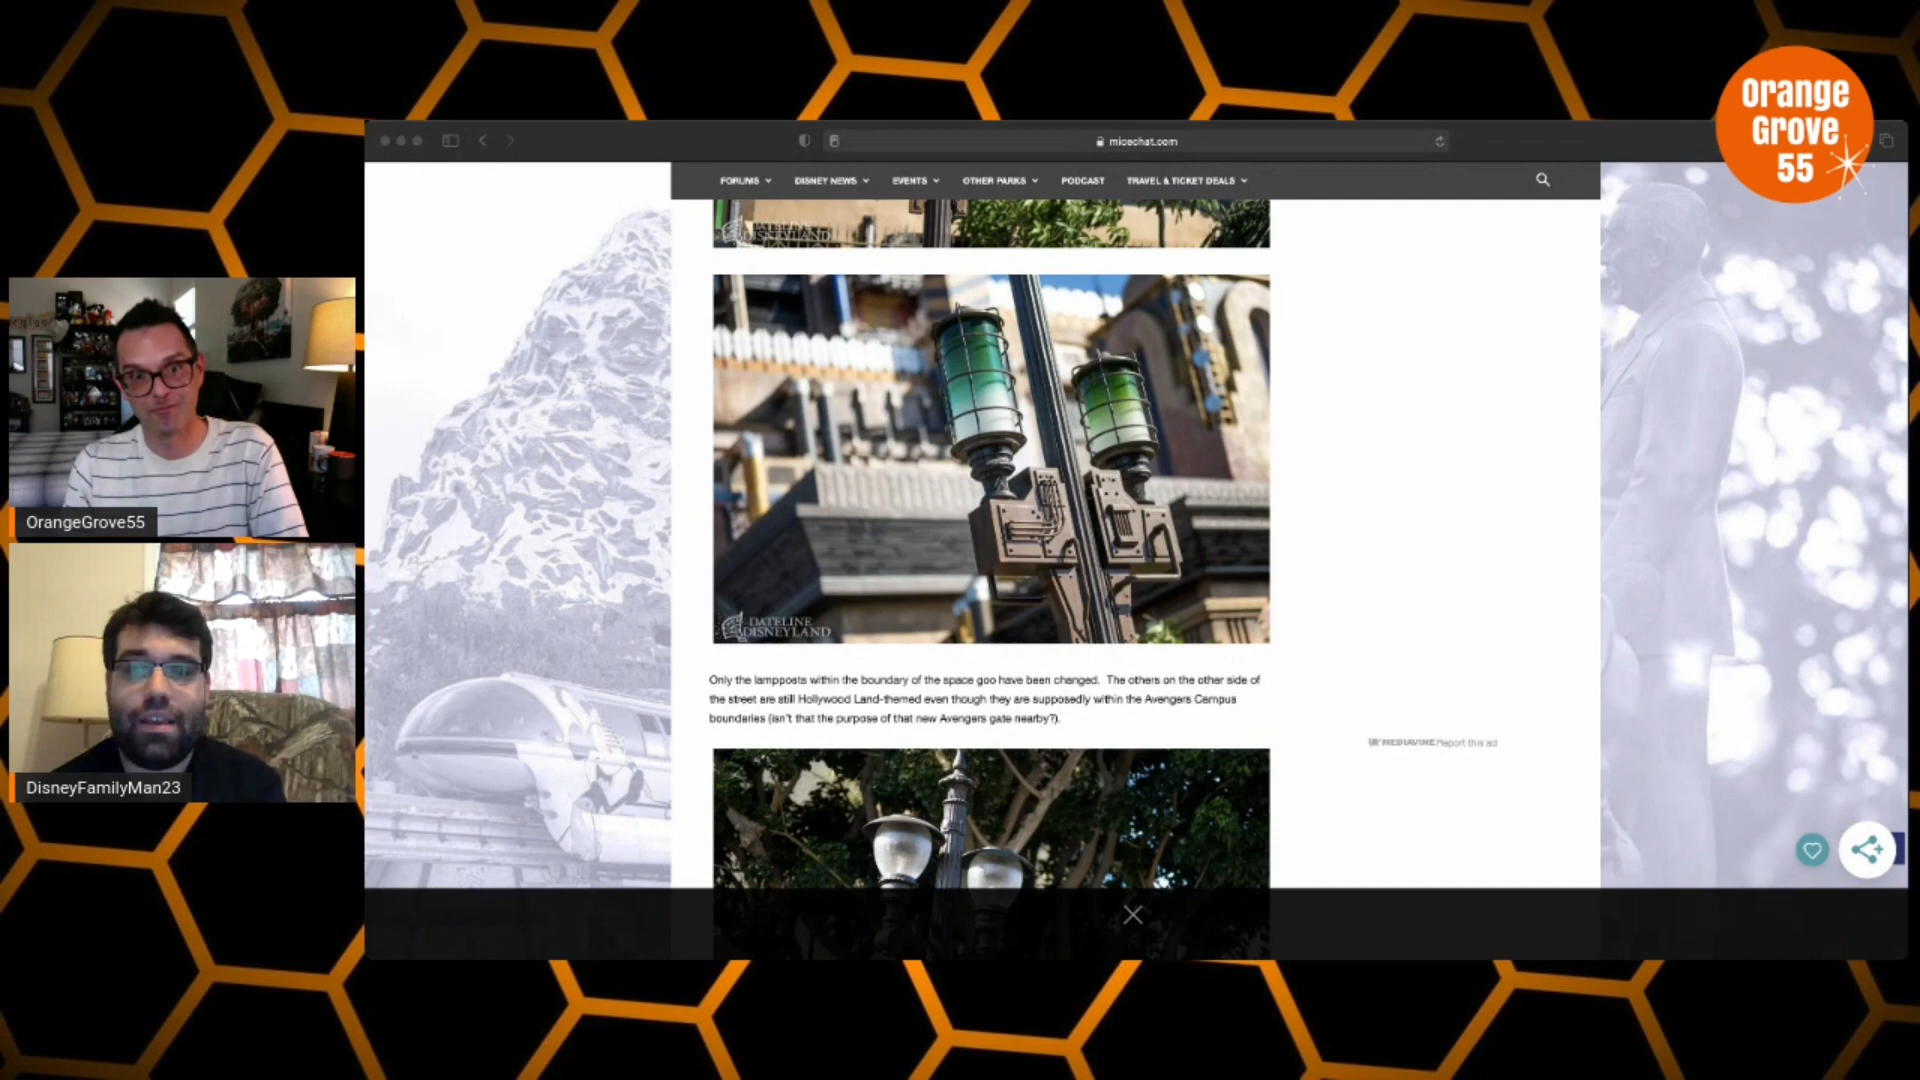 Orange
Grove
55
micechat.com
FORUMS
DISNEY NEWS
EVENTS
OTHER PARKS
PODCAST
TRAVEL & TICKET DEALS
DATELINE
DISNEYLAND
DATELINE
DISNEYLAND
Only the lampposts within the boundary of the space goo have been changed. The others on the other side of
the street are still Hollywood Land-themed even though they are supposedly within the Avengers Campus
boundaries (isn't that the purpose of that new Avengers gate nearby?).
MEDIAVINE Report this ad
OrangeGrove55
DisneyFamilyMan23